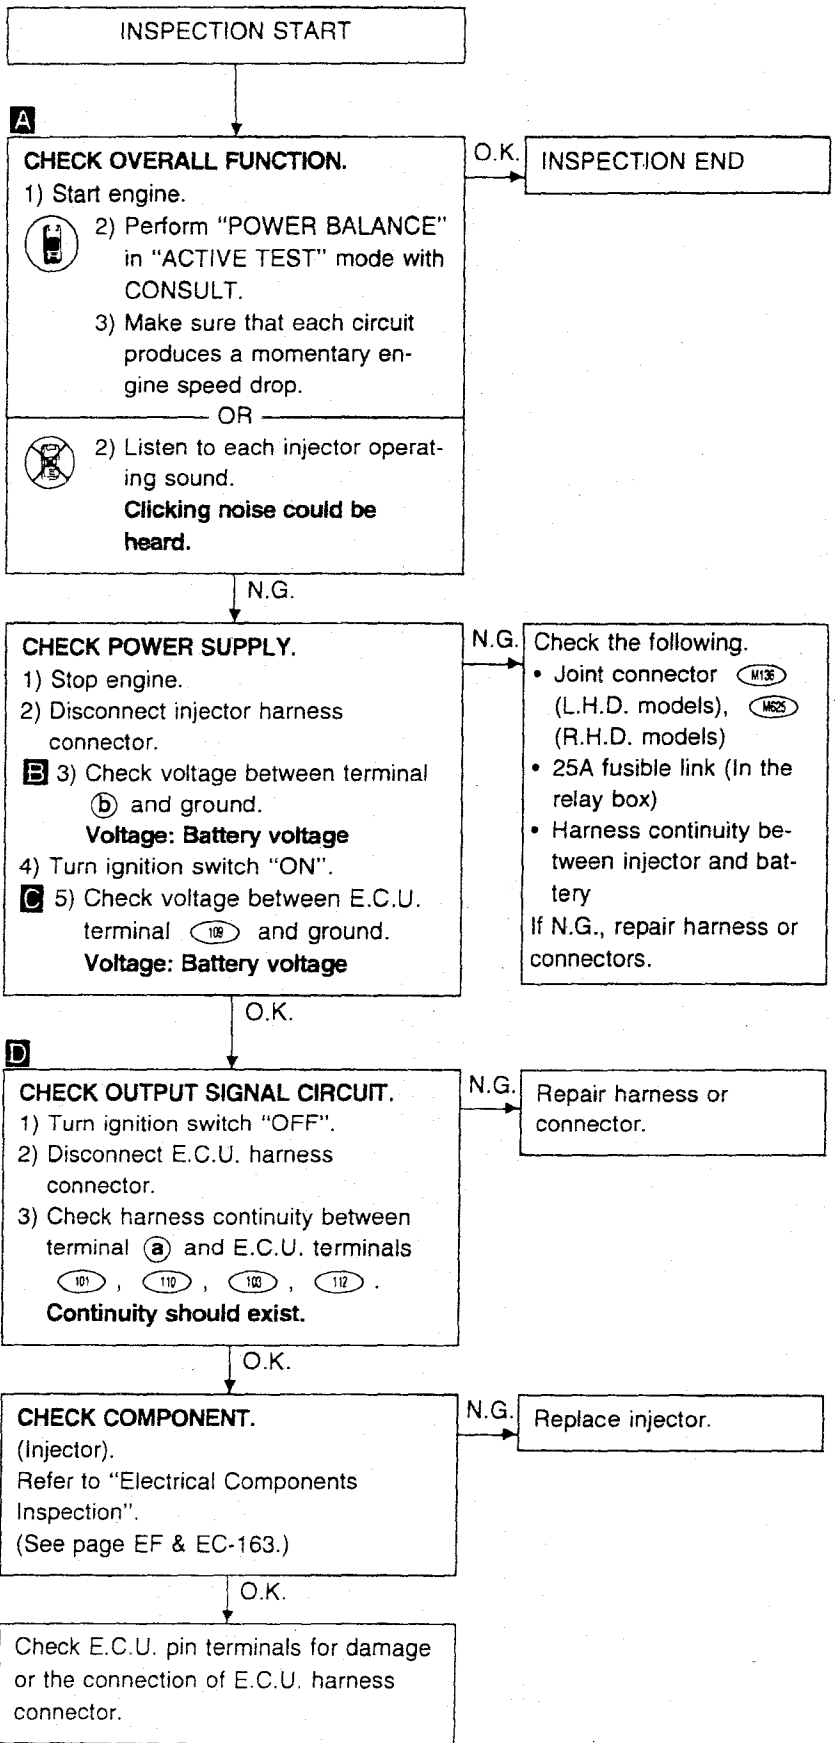 INSPECTION START
A
CHECK OVERALL FUNCTION.
1) Start engine.
2) Perform "POWER BALANCE"
in "ACTIVE TEST" mode with
CONSULT.
3) Make sure that each circuit
produces a momentary en-
gine speed drop.
OR
2) Listen to each injector operat-
ing sound.
Clicking noise could be
heard.
O.K.
INSPECTION END
N.G.
CHECK POWER SUPPLY.
1) Stop engine.
2) Disconnect injector harness
connector.
B 3) Check voltage between terminal
b and ground.
Voltage: Battery voltage
4) Turn ignition switch "ON".
C 5) Check voltage between E.C.U.
terminal 109 and ground.
Voltage: Battery voltage
N.G.
Check the following.
• Joint connector M136
(L.H.D. models), M625
(R.H.D. models)
• 25A fusible link (In the
relay box)
• Harness continuity be-
tween injector and bat-
tery
If N.G., repair harness or
connectors.
O.K.
D
CHECK OUTPUT SIGNAL CIRCUIT.
1) Turn ignition switch "OFF".
2) Disconnect E.C.U. harness
connector.
3) Check harness continuity between
terminal a and E.C.U. terminals
101 , 110 , 103 , 112 .
Continuity should exist.
N.G.
Repair harness or
connector.
O.K.
CHECK COMPONENT.
(Injector).
Refer to "Electrical Components
Inspection".
(See page EF & EC-163.)
N.G.
Replace injector.
O.K.
Check E.C.U. pin terminals for damage
or the connection of E.C.U. harness
connector.